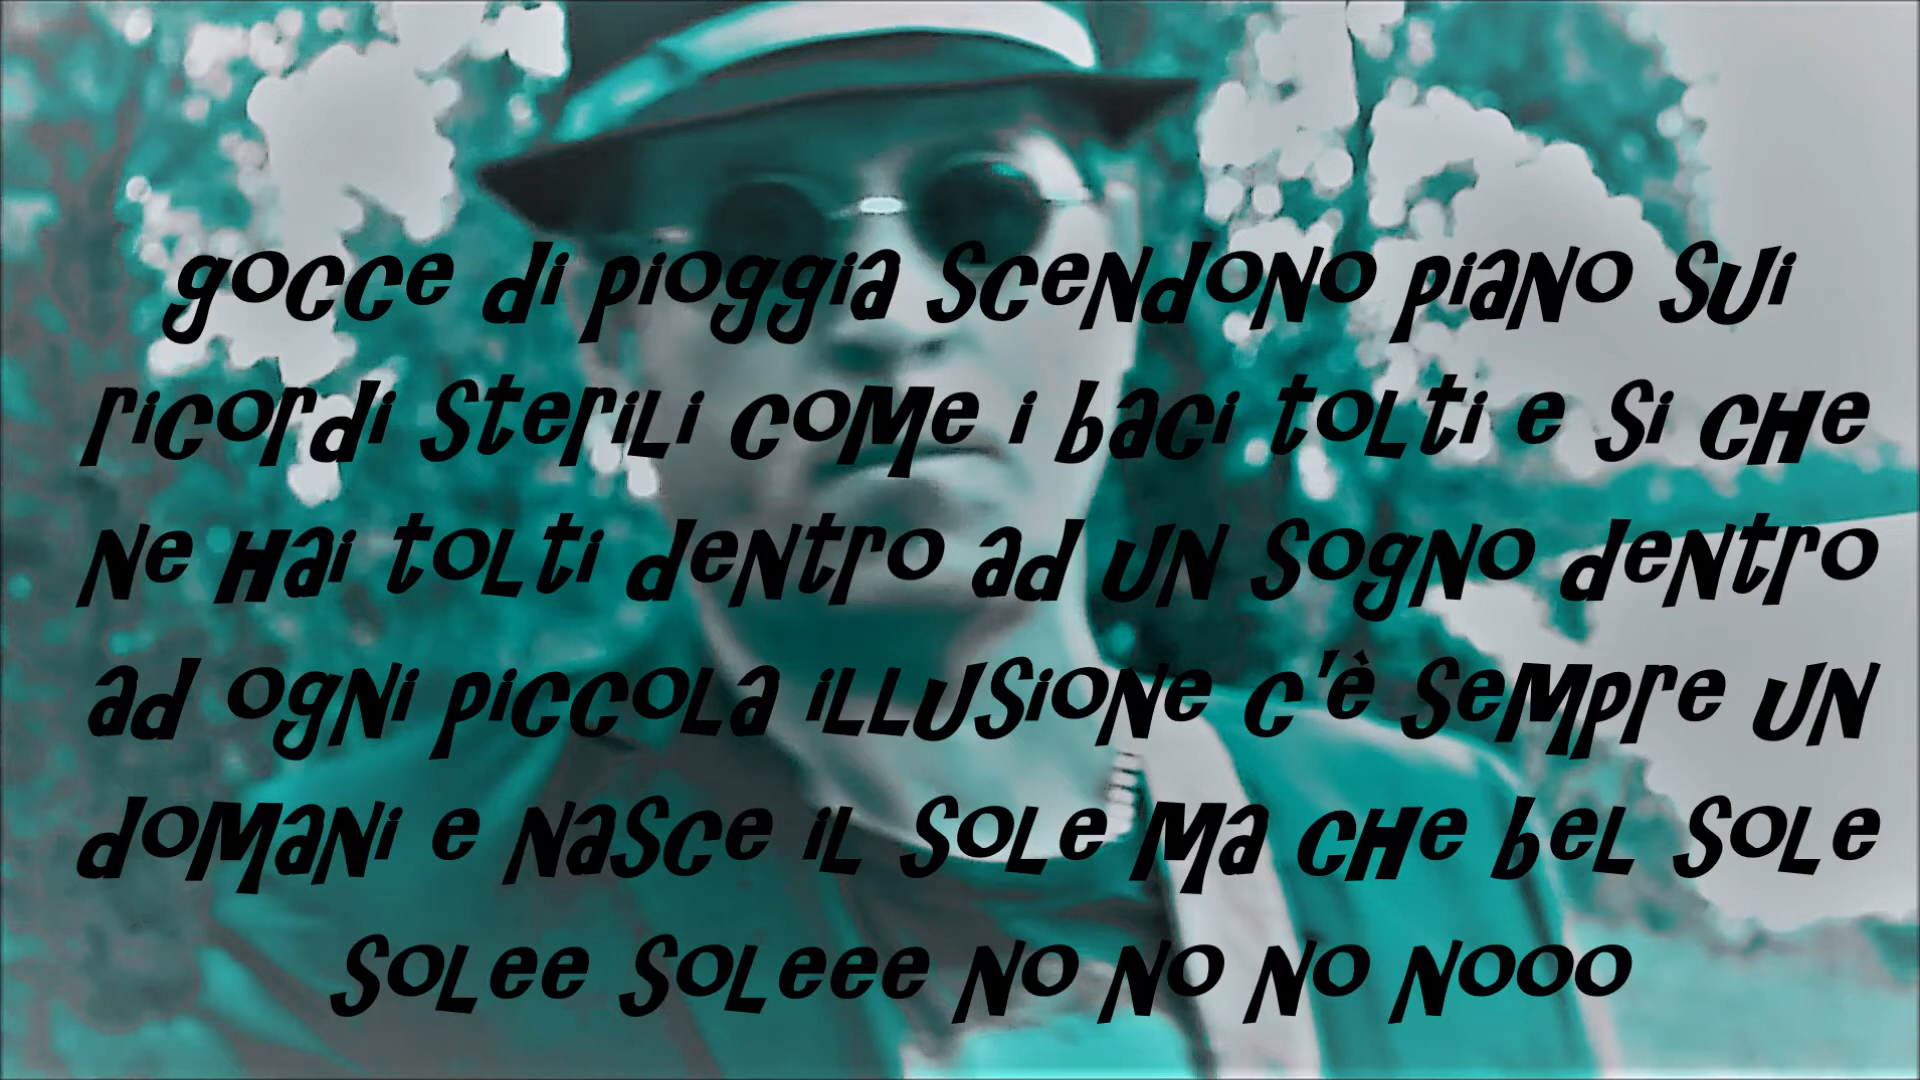 gocce di pioggia scendono piano sui
ricordi sterili come i baci tolti e si che
ne hai tolti dentro ad un sogno dentro
ad ogni piccola illusione c'è sempre un
domani e nasce il sole ma che bel sole
solee soleee no no no nooo